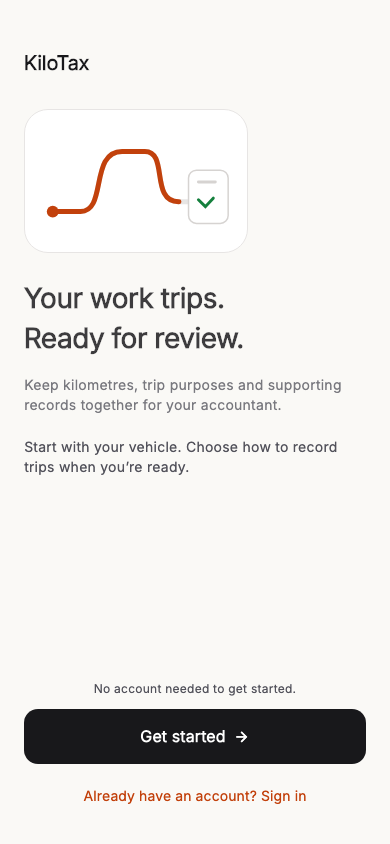 KiloTax
Your work trips.
Ready for review.
Keep kilometres, trip purposes and supporting
records together for your accountant.
Start with your vehicle. Choose how to record
trips when you’re ready.
No account needed to get started.
Get started →
Already have an account? Sign in